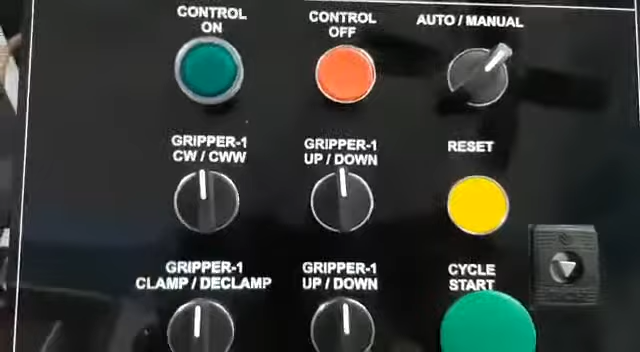 CONTROL
ON
CONTROL
OFF
AUTO / MANUAL
GRIPPER-1
CW / CWW
GRIPPER-1
UP / DOWN
RESET
GRIPPER-1
CLAMP / DECLAMP
GRIPPER-1
UP / DOWN
CYCLE
START